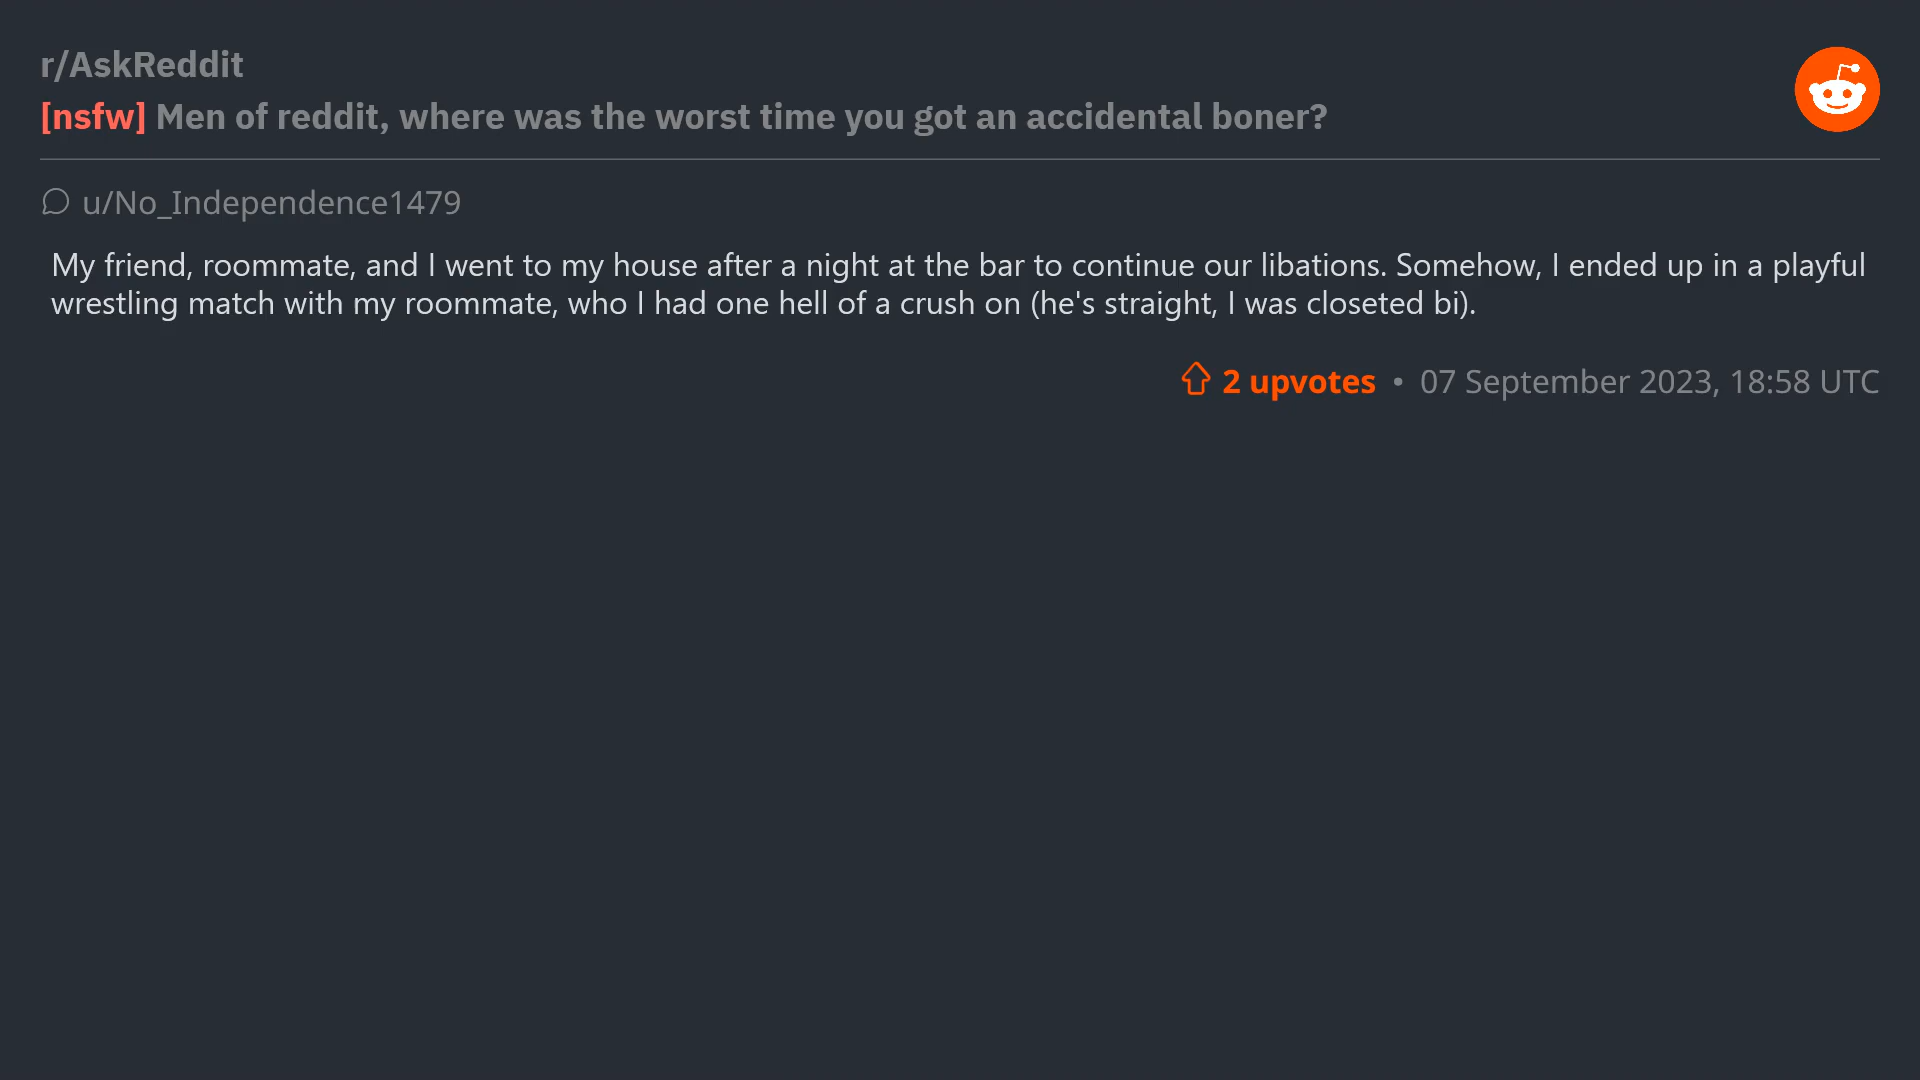 r/AskReddit
[nsfw] Men of reddit, where was the worst time you got an accidental boner?
u/No_Independence1479
My friend, roommate, and I went to my house after a night at the bar to continue our libations. Somehow, I ended up in a playful
wrestling match with my roommate, who I had one hell of a crush on (he's straight, I was closeted bi).
2 upvotes • 07 September 2023, 18:58 UTC